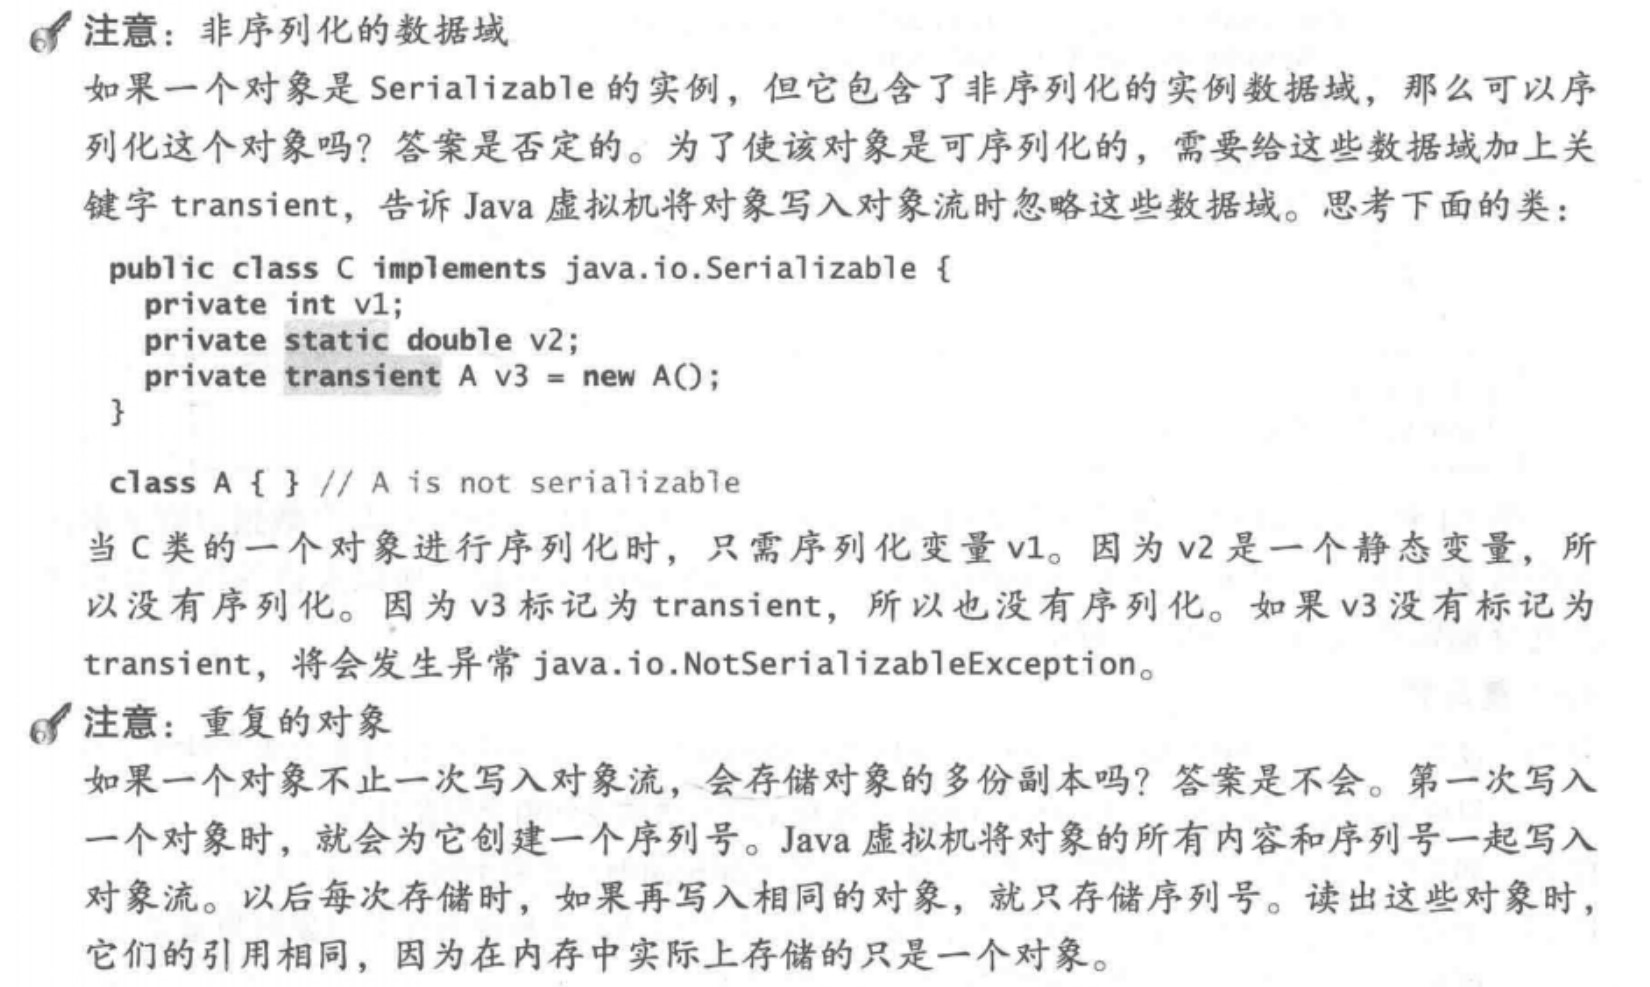 注意：非序列化的数据域
如果一个对象是 Serializable 的实例，但它包含了非序列化的实例数据域，那么可以序
列化这个对象吗？答案是否定的。为了使该对象是可序列化的，需要给这些数据域加上关
键字 transient，告诉 Java 虚拟机将对象写入对象流时忽略这些数据域。思考下面的类：
public class C implements java.io.Serializable {
private int v1;
private static double v2;
private transient A v3 = new A();
}
class A { } // A is not serializable
当 C 类的一个对象进行序列化时，只需序列化变量 v1。因为 v2 是一个静态变量，所
以没有序列化。因为 v3 标记为 transient，所以也没有序列化。如果 v3 没有标记为
transient，将会发生异常 java.io.NotSerializableException。
注意：重复的对象
如果一个对象不止一次写入对象流，会存储对象的多份副本吗？答案是不会。第一次写入
一个对象时，就会为它创建一个序列号。Java 虚拟机将对象的所有内容和序列号一起写入
对象流。以后每次存储时，如果再写入相同的对象，就只存储序列号。读出这些对象时，
它们的引用相同，因为在内存中实际上存储的只是一个对象。